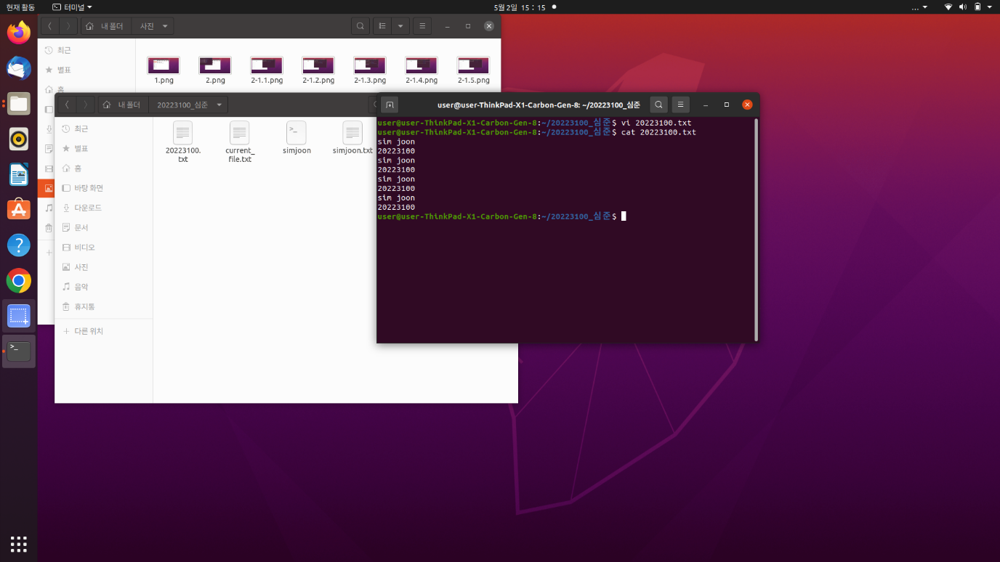 현재 활동
터미널
5월 2일 15 : 15
...
내 폴더
사진
최근
별표
홈
1.png
2.png
2-1.1.png
2-1.2.png
2-1.3.png
2-1.4.png
2-1.5.png
내 폴더
20223100_심준
최근
별표
홈
바탕 화면
다운로드
문서
비디오
사진
음악
휴지통
다른 위치
20223100.
txt
current_
file.txt
simjoon
simjoon.txt
user@user-ThinkPad-X1-Carbon-Gen-8: ~/20223100_심준
user@user-ThinkPad-X1-Carbon-Gen-8:~/20223100_심준$ vi 20223100.txt
user@user-ThinkPad-X1-Carbon-Gen-8:~/20223100_심준$ cat 20223100.txt
sim joon
20223100
sim joon
20223100
sim joon
20223100
sim joon
20223100
user@user-ThinkPad-X1-Carbon-Gen-8:~/20223100_심준$